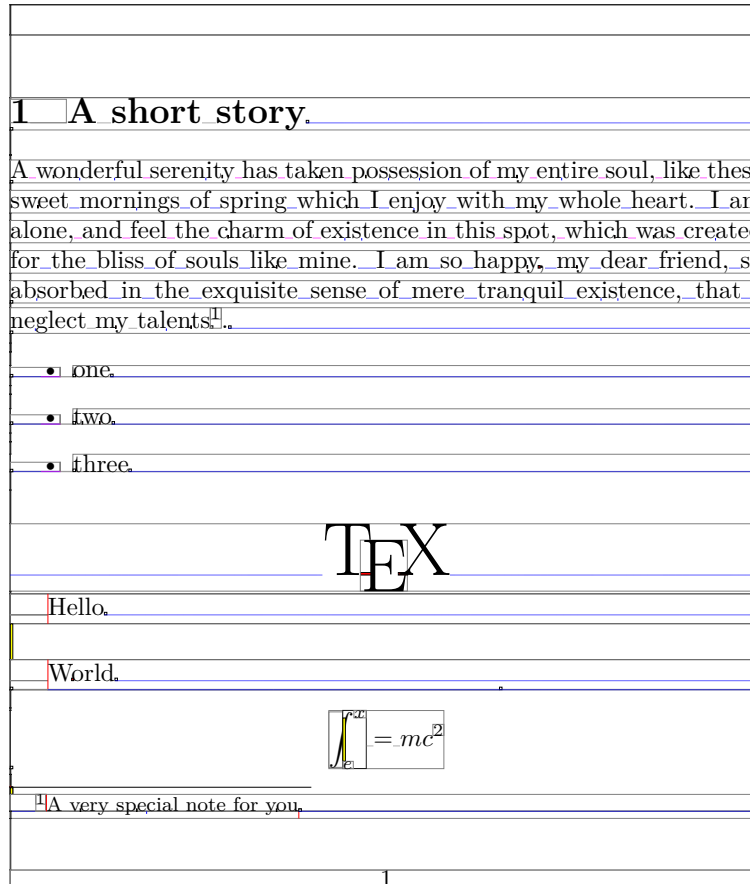 1 A short story
A wonderful serenity has taken possession of my entire soul, like thes
sweet mornings of spring which I enjoy with my whole heart. I am
alone, and feel the charm of existence in this spot, which was created
for the bliss of souls like mine. I am so happy, my dear friend, s
absorbed in the exquisite sense of mere tranquil existence, that
neglect my talents¹.
• one
• two
• three
TEX
Hello
World
∫ₑˣ = mc²
¹A very special note for you
1